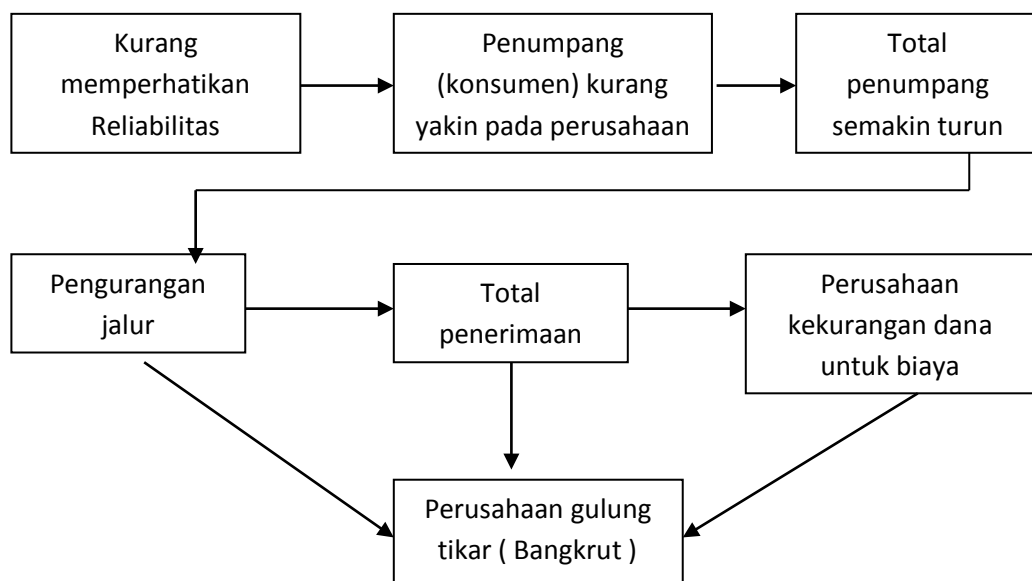 Kurang
memperhatikan
Reliabilitas
Penumpang
(konsumen) kurang
yakin pada perusahaan
Total
penumpang
semakin turun
Pengurangan
jalur
Total
penerimaan
Perusahaan
kekurangan dana
untuk biaya
Perusahaan gulung
tikar ( Bangkrut )